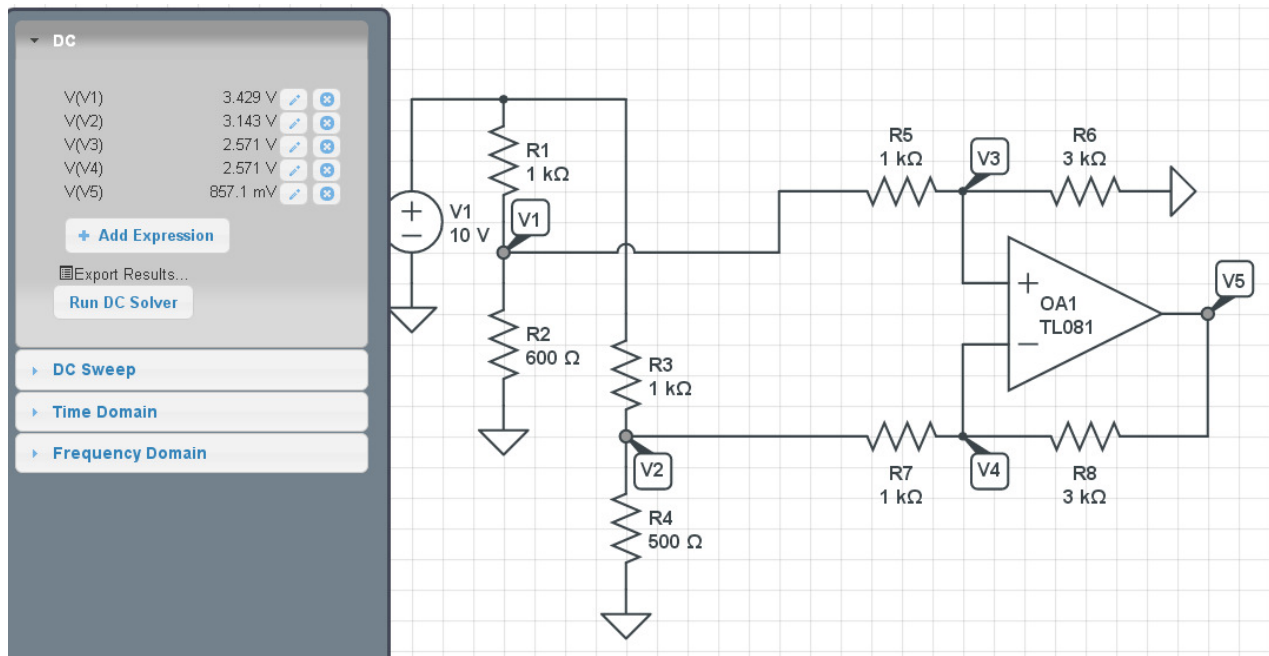 DC
V(V1) 3.429 V
V(V2) 3.143 V
V(V3) 2.571 V
V(V4) 2.571 V
V(V5) 857.1 mV
+ Add Expression
Export Results...
Run DC Solver
DC Sweep
Time Domain
Frequency Domain
+
−
V1
10 V
R1
1 kΩ
V1
R2
600 Ω
R3
1 kΩ
V2
R4
500 Ω
R5
1 kΩ
V3
R6
3 kΩ
+
−
OA1
TL081
V5
R7
1 kΩ
V4
R8
3 kΩ